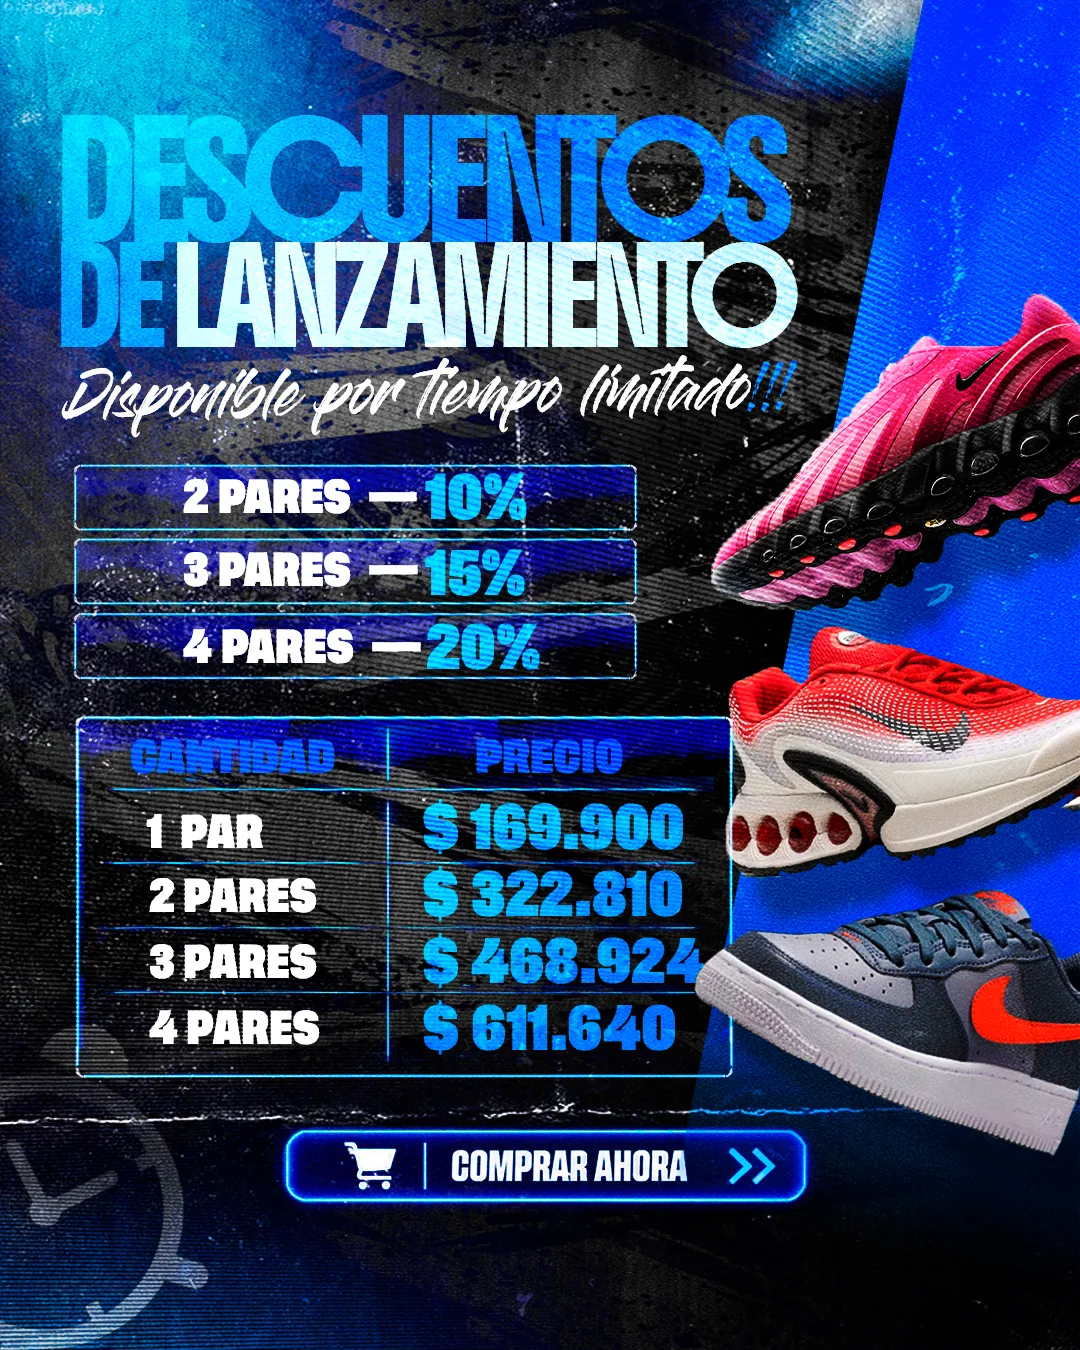 DESCUENTOS
DE LANZAMIENTO
Disponible por tiempo limitado!!!
2 PARES — 10%
3 PARES — 15%
4 PARES — 20%
CANTIDAD PRECIO
1 PAR $ 169.900
2 PARES $ 322.810
3 PARES $ 468.924
4 PARES $ 611.640
COMPRAR AHORA